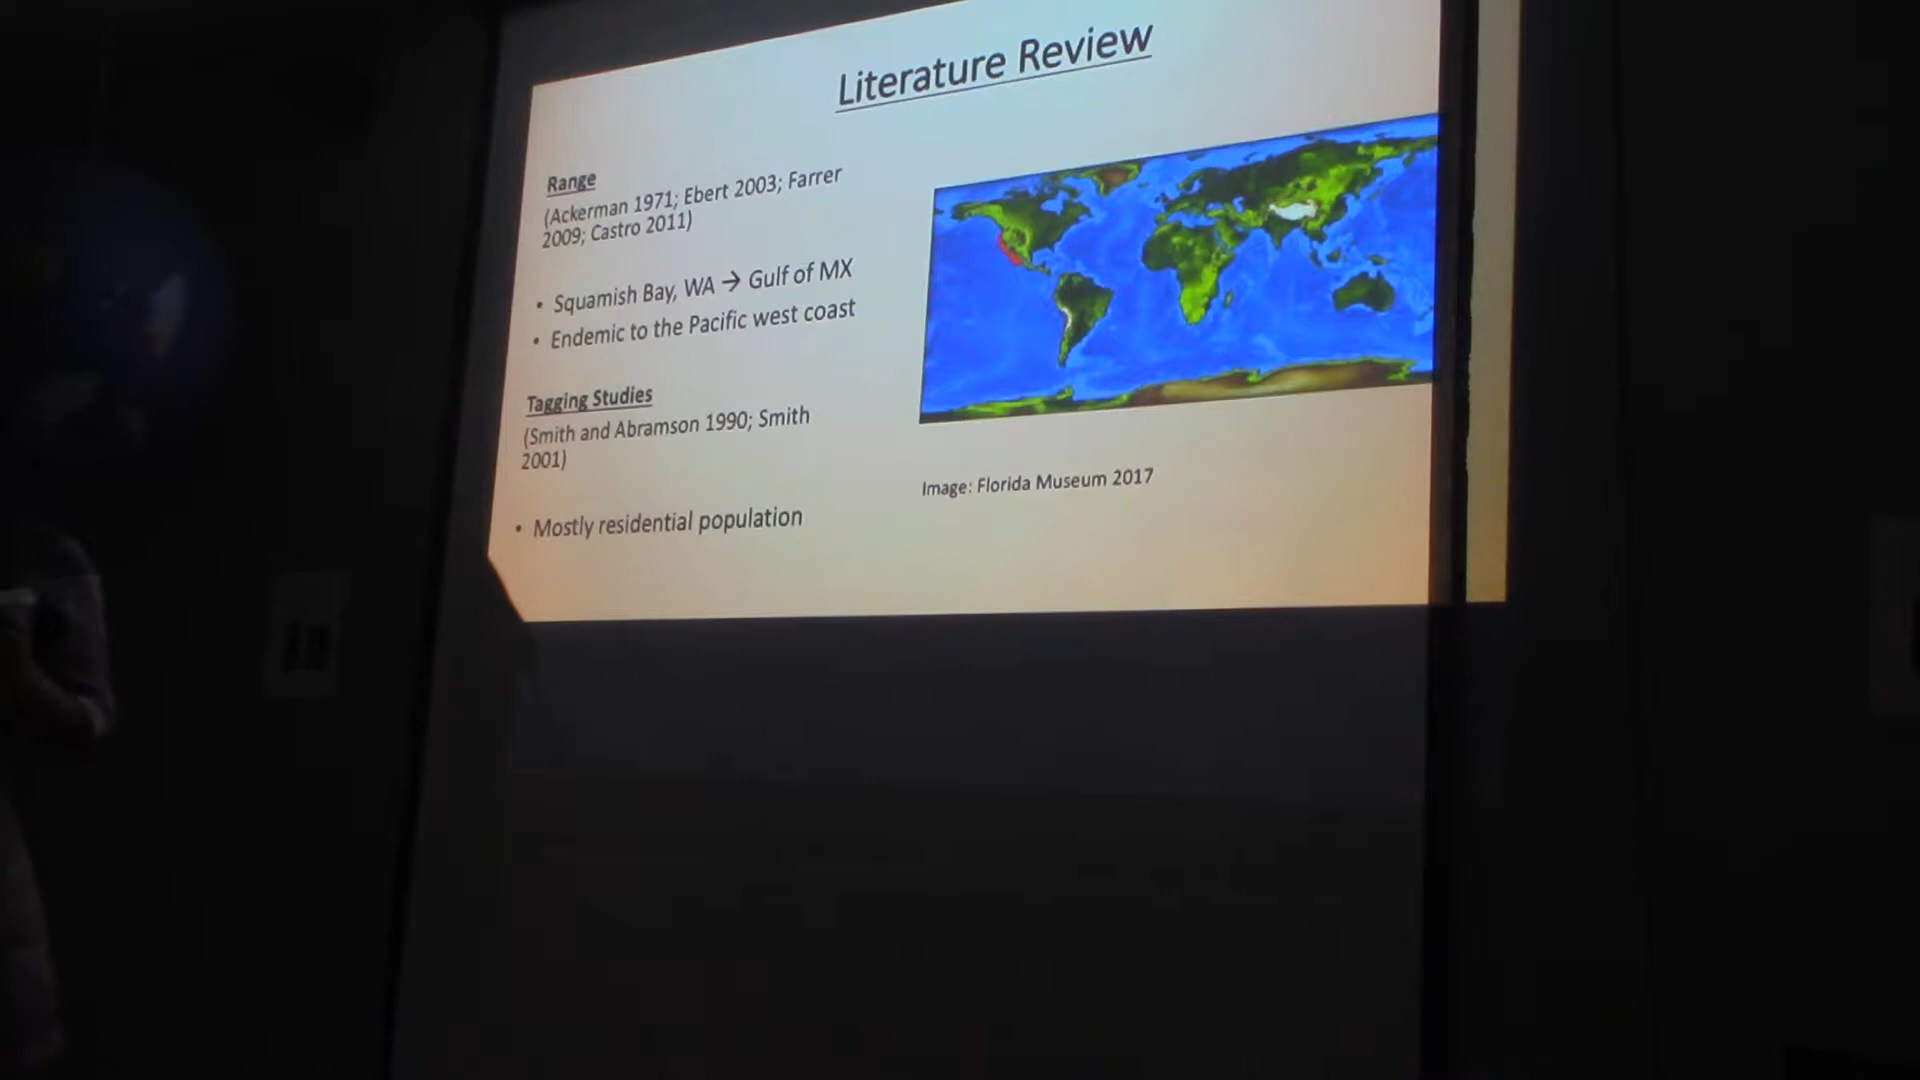 Literature Review
Range
(Ackerman 1971; Ebert 2003; Farrer
2009; Castro 2011)
• Squamish Bay, WA → Gulf of MX
• Endemic to the Pacific west coast
Tagging Studies
(Smith and Abramson 1990; Smith
2001)
• Mostly residential population
Image: Florida Museum 2017